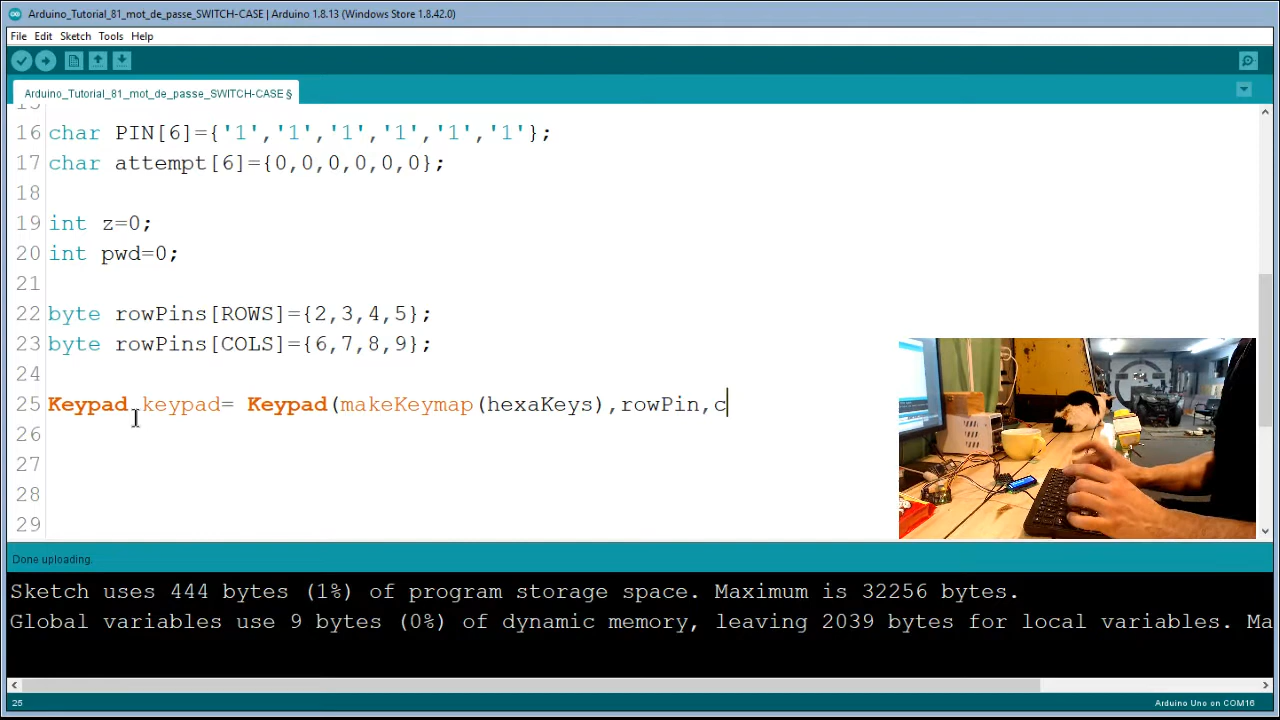 Arduino_Tutorial_81_mot_de_passe_SWITCH-CASE | Arduino 1.8.13 (Windows Store 1.8.42.0)
File Edit Sketch Tools Help
Arduino_Tutorial_81_mot_de_passe_SWITCH-CASE §
16 char PIN[6]={'1','1','1','1','1','1'};
17 char attempt[6]={0,0,0,0,0,0};
18
19 int z=0;
20 int pwd=0;
21
22 byte rowPins[ROWS]={2,3,4,5};
23 byte rowPins[COLS]={6,7,8,9};
24
25 Keypad keypad= Keypad(makeKeymap(hexaKeys),rowPin,c
26
27
28
29
Done uploading.
Sketch uses 444 bytes (1%) of program storage space. Maximum is 32256 bytes.
Global variables use 9 bytes (0%) of dynamic memory, leaving 2039 bytes for local variables. Ma
25 Arduino Uno on COM16